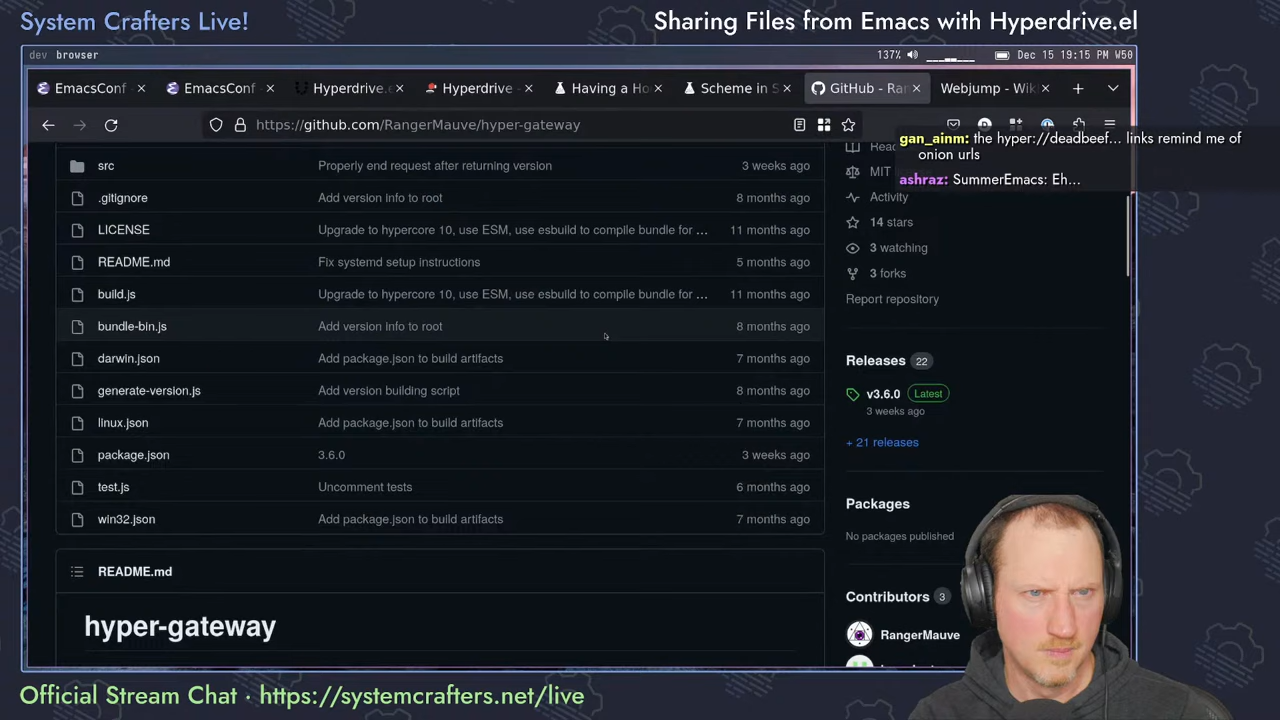 System Crafters Live!
Sharing Files from Emacs with Hyperdrive.el
dev browser
137%
Dec 15 19:15 PM W50
EmacsConf
EmacsConf
Hyperdrive.e
Hyperdrive -
Having a Ho
Scheme in S
GitHub - Ran
Webjump - Wiki
https://github.com/RangerMauve/hyper-gateway
gan_ainm: the hyper://deadbeef... links remind me of
onion urls
ashraz: SummerEmacs: Eh...
src Properly end request after returning version 3 weeks ago
.gitignore Add version info to root 8 months ago
LICENSE Upgrade to hypercore 10, use ESM, use esbuild to compile bundle for ... 11 months ago
README.md Fix systemd setup instructions 5 months ago
build.js Upgrade to hypercore 10, use ESM, use esbuild to compile bundle for ... 11 months ago
bundle-bin.js Add version info to root 8 months ago
darwin.json Add package.json to build artifacts 7 months ago
generate-version.js Add version building script 8 months ago
linux.json Add package.json to build artifacts 7 months ago
package.json 3.6.0 3 weeks ago
test.js Uncomment tests 6 months ago
win32.json Add package.json to build artifacts 7 months ago
README.md
hyper-gateway
MIT
Activity
14 stars
3 watching
3 forks
Report repository
Releases 22
v3.6.0 Latest
3 weeks ago
+ 21 releases
Packages
No packages published
Contributors 3
RangerMauve
Official Stream Chat · https://systemcrafters.net/live